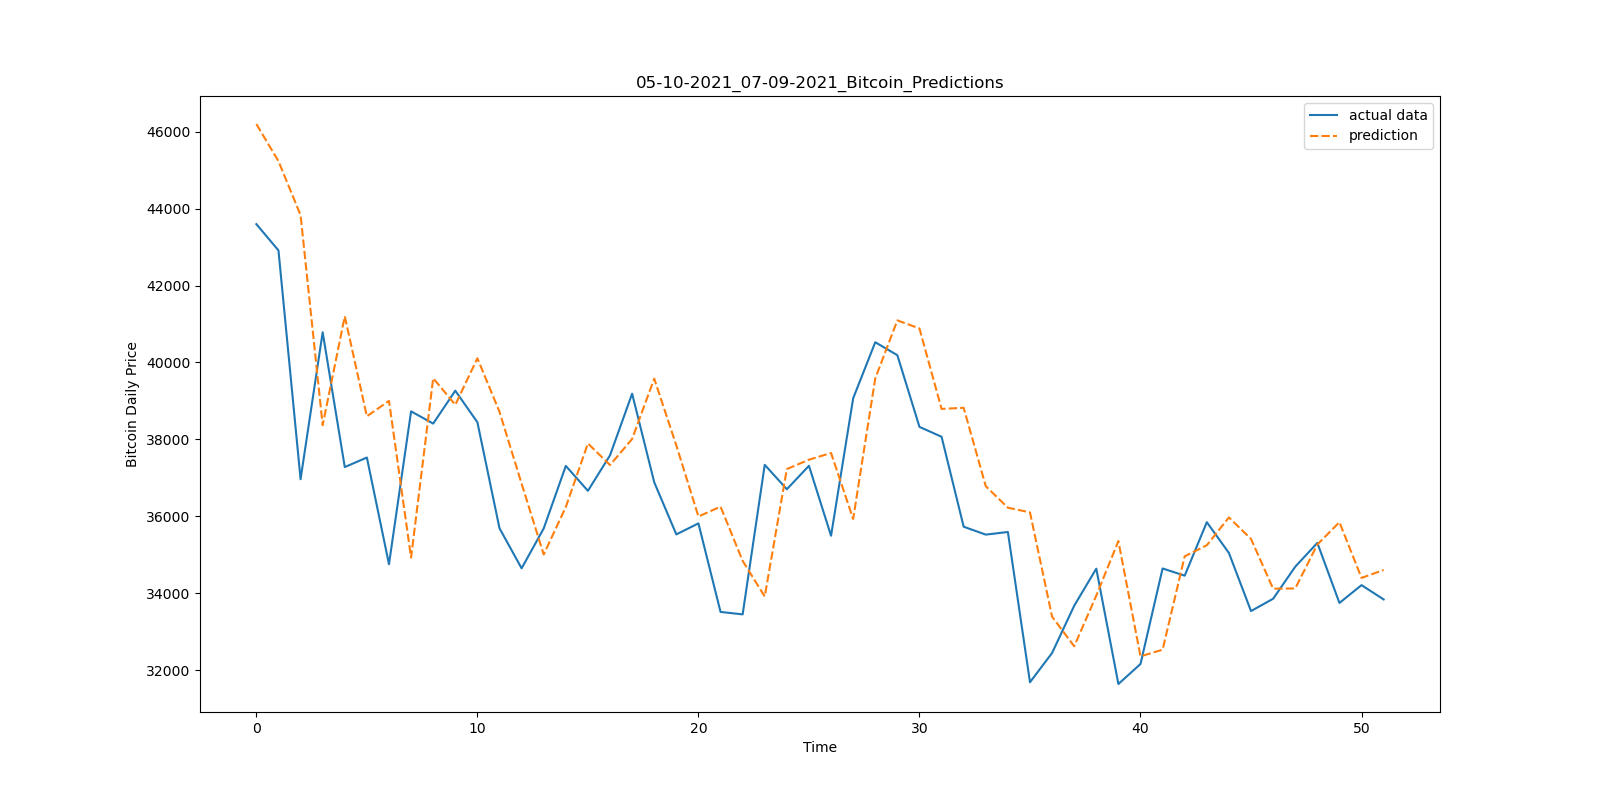 05-10-2021_07-09-2021_Bitcoin_Predictions
actual data
prediction
46000
44000
42000
40000
38000
36000
34000
32000
Bitcoin Daily Price
0 10 20 30 40 50
Time